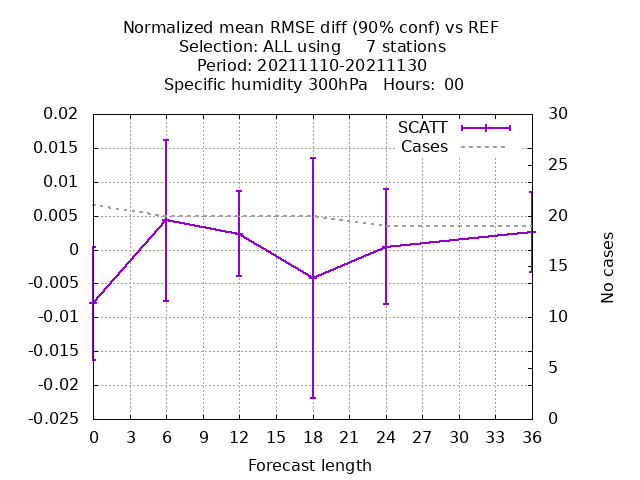 Normalized mean RMSE diff (90% conf) vs REF
Selection: ALL using     7 stations
Period: 20211110-20211130
Specific humidity 300hPa   Hours:  00
0.02
0.015
0.01
0.005
0
-0.005
-0.01
-0.015
-0.02
-0.025
SCATT
Cases
30
25
20
15
10
5
0
No cases
0 3 6 9 12 15 18 21 24 27 30 33 36
Forecast length